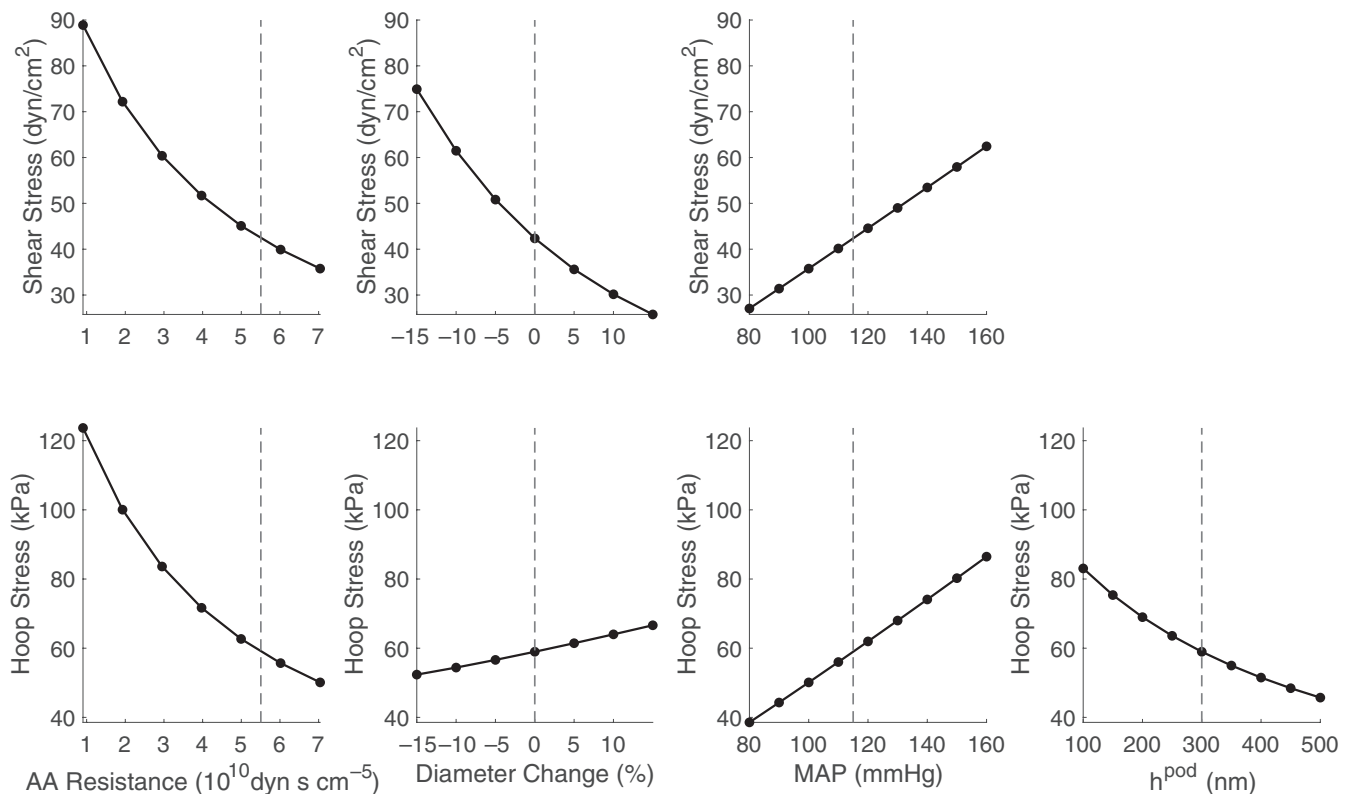 90
80
70
60
50
40
30
Shear Stress (dyn/cm²)
1 2 3 4 5 6 7
90
80
70
60
50
40
30
Shear Stress (dyn/cm²)
−15 −10 −5 0 5 10
90
80
70
60
50
40
30
Shear Stress (dyn/cm²)
80 100 120 140 160
120
100
80
60
40
Hoop Stress (kPa)
1 2 3 4 5 6 7
AA Resistance (10¹⁰dyn s cm⁻⁵)
120
100
80
60
40
Hoop Stress (kPa)
−15−10 −5 0 5 10
Diameter Change (%)
120
100
80
60
40
Hoop Stress (kPa)
80 100 120 140 160
MAP (mmHg)
120
100
80
60
40
Hoop Stress (kPa)
100 200 300 400 500
hᵖᵒᵈ (nm)